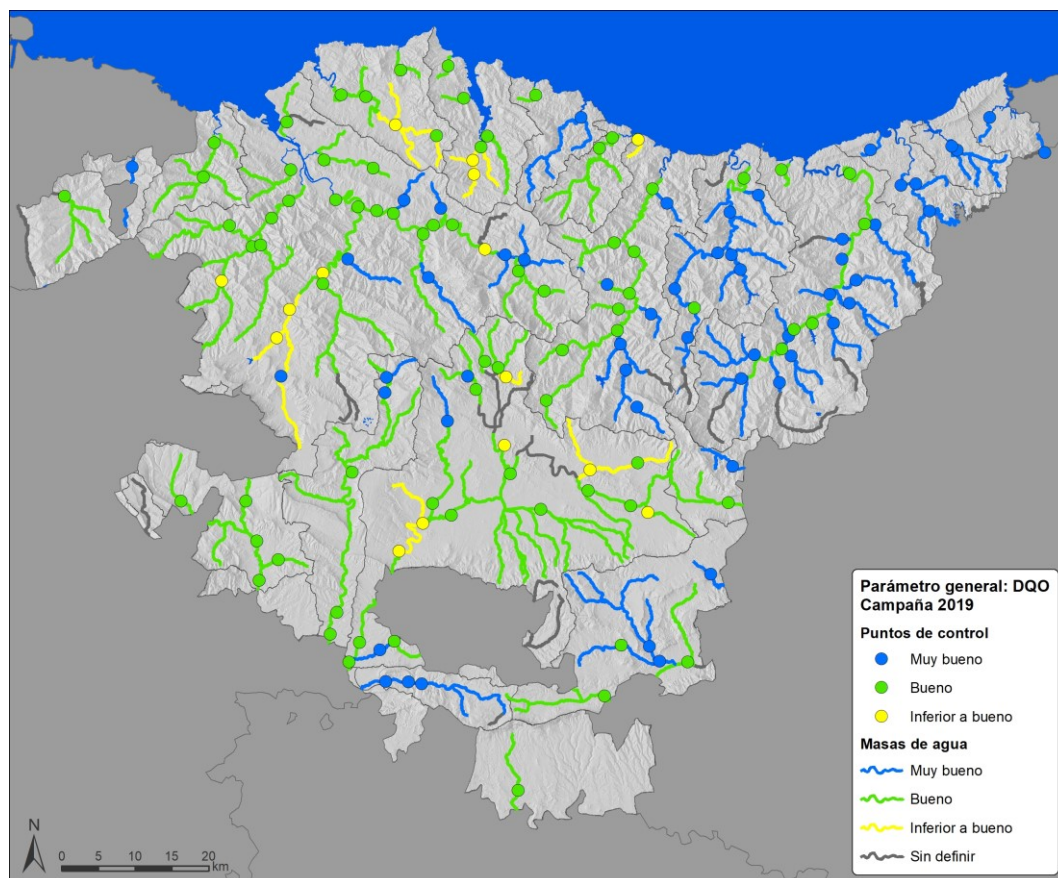 Parámetro general: DQO
Campaña 2019
Puntos de control
Muy bueno
Bueno
Inferior a bueno
Masas de agua
Muy bueno
Bueno
Inferior a bueno
Sin definir
N
0 5 10 15 20
km